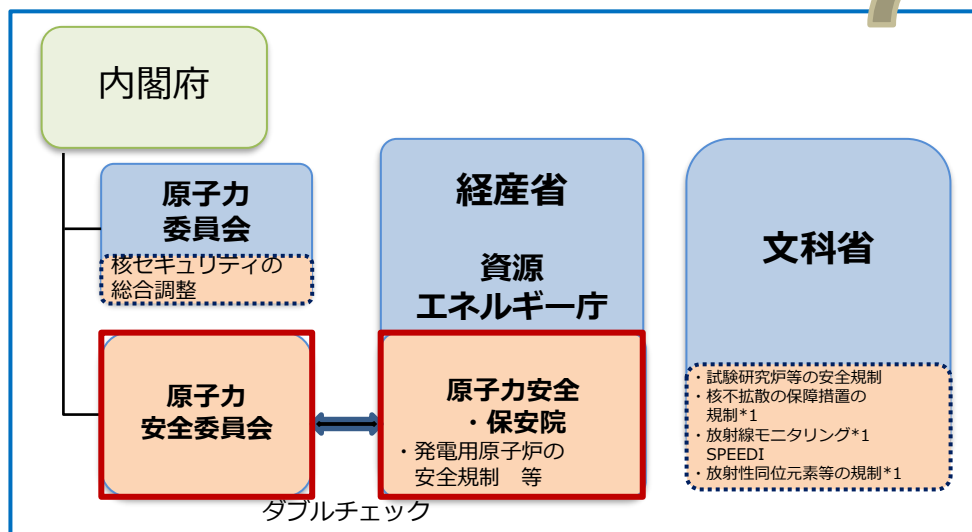 内閣府
原子力
委員会
核セキュリティの
総合調整
原子力
安全委員会
経産省
資源
エネルギー庁
原子力安全
・保安院
・発電用原子炉の
安全規制　等
ダブルチェック
文科省
・試験研究炉等の安全規制
・核不拡散の保障措置の
規制*1
・放射線モニタリング*1
SPEEDI
・放射性同位元素等の規制*1